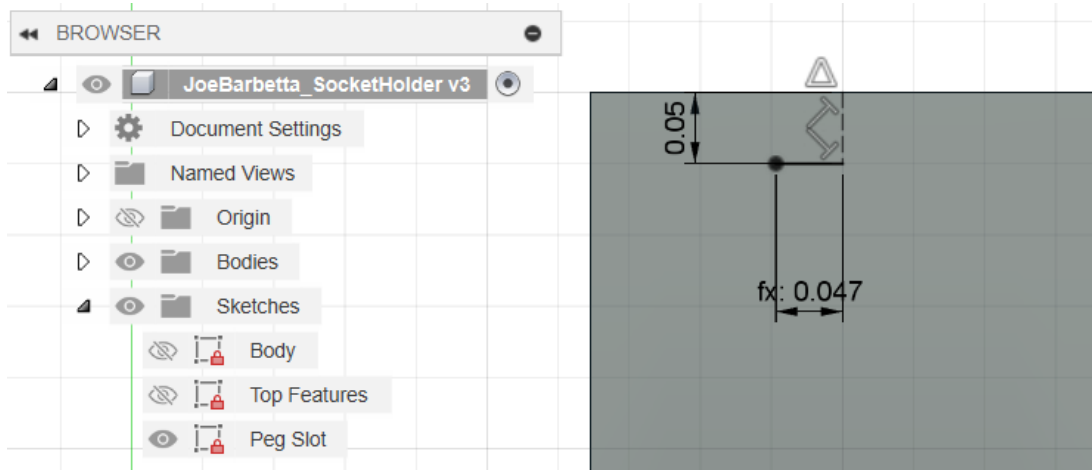 BROWSER
JoeBarbetta_SocketHolder v3
Document Settings
Named Views
Origin
Bodies
Sketches
Body
Top Features
Peg Slot
0.05
fx: 0.047